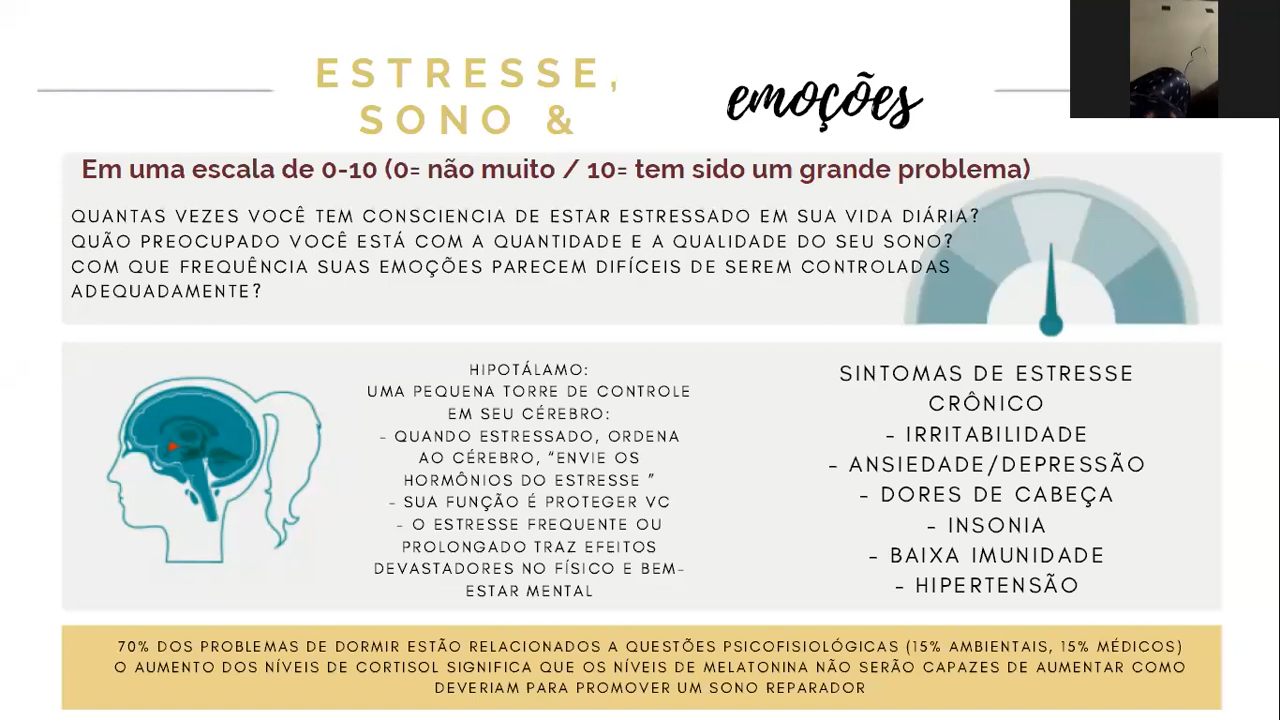 ESTRESSE,
SONO &
emoções
Em uma escala de 0-10 (0= não muito / 10= tem sido um grande problema)
QUANTAS VEZES VOCÊ TEM CONSCIENCIA DE ESTAR ESTRESSADO EM SUA VIDA DIÁRIA?
QUÃO PREOCUPADO VOCÊ ESTÁ COM A QUANTIDADE E A QUALIDADE DO SEU SONO?
COM QUE FREQUÊNCIA SUAS EMOÇÕES PARECEM DIFÍCEIS DE SEREM CONTROLADAS
ADEQUADAMENTE?
HIPOTÁLAMO:
UMA PEQUENA TORRE DE CONTROLE
EM SEU CÉREBRO:
- QUANDO ESTRESSADO, ORDENA
AO CÉREBRO, “ENVIE OS
HORMÔNIOS DO ESTRESSE ”
- SUA FUNÇÃO É PROTEGER VC
- O ESTRESSE FREQUENTE OU
PROLONGADO TRAZ EFEITOS
DEVASTADORES NO FÍSICO E BEM-
ESTAR MENTAL
SINTOMAS DE ESTRESSE
CRÔNICO
- IRRITABILIDADE
- ANSIEDADE/DEPRESSÃO
- DORES DE CABEÇA
- INSONIA
- BAIXA IMUNIDADE
- HIPERTENSÃO
70% DOS PROBLEMAS DE DORMIR ESTÃO RELACIONADOS A QUESTÕES PSICOFISIOLÓGICAS (15% AMBIENTAIS, 15% MÉDICOS)
O AUMENTO DOS NÍVEIS DE CORTISOL SIGNIFICA QUE OS NÍVEIS DE MELATONINA NÃO SERÃO CAPAZES DE AUMENTAR COMO
DEVERIAM PARA PROMOVER UM SONO REPARADOR